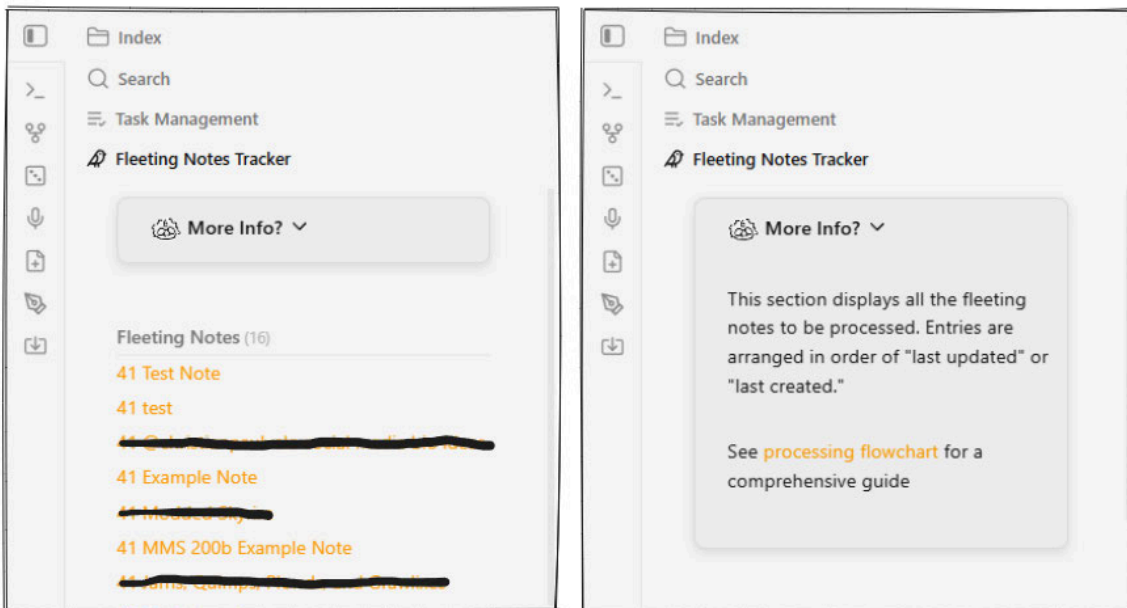 Index
Search
Task Management
Fleeting Notes Tracker
More Info?
Fleeting Notes (16)
41 Test Note
41 test
41 Example Note
41 MMS 200b Example Note
Index
Search
Task Management
Fleeting Notes Tracker
More Info?
This section displays all the fleeting
notes to be processed. Entries are
arranged in order of "last updated" or
"last created."
See processing flowchart for a
comprehensive guide